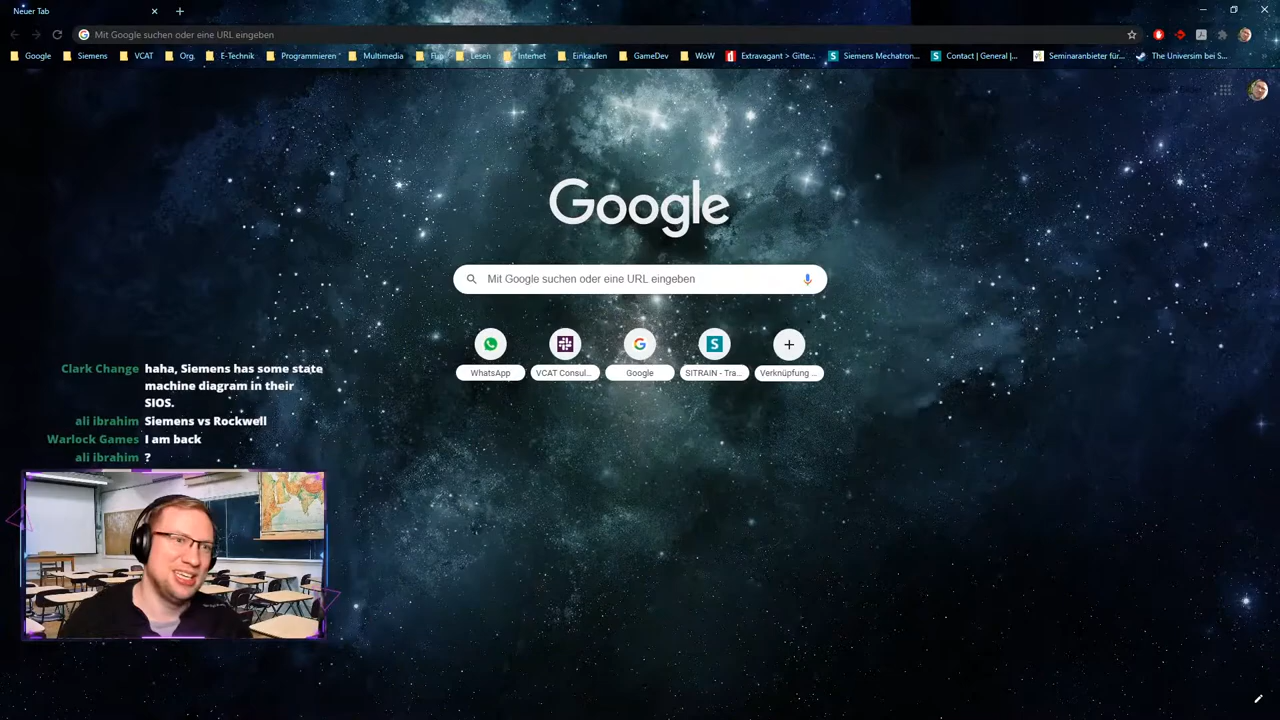 Neuer Tab
Mit Google suchen oder eine URL eingeben
Google Siemens VCAT Org. E-Technik Programmieren Multimedia Fun Lesen Internet Einkaufen GameDev WoW Extravagant > Gitte... Siemens Mechatron... Contact | General |... Seminaranbieter für... The Universim bei S...
Google
Mit Google suchen oder eine URL eingeben
WhatsApp VCAT Consul... Google SITRAIN - Tra... Verknüpfung ...
Clark Change haha, Siemens has some state
machine diagram in their
SIOS.
ali ibrahim Siemens vs Rockwell
Warlock Games I am back
ali ibrahim ?